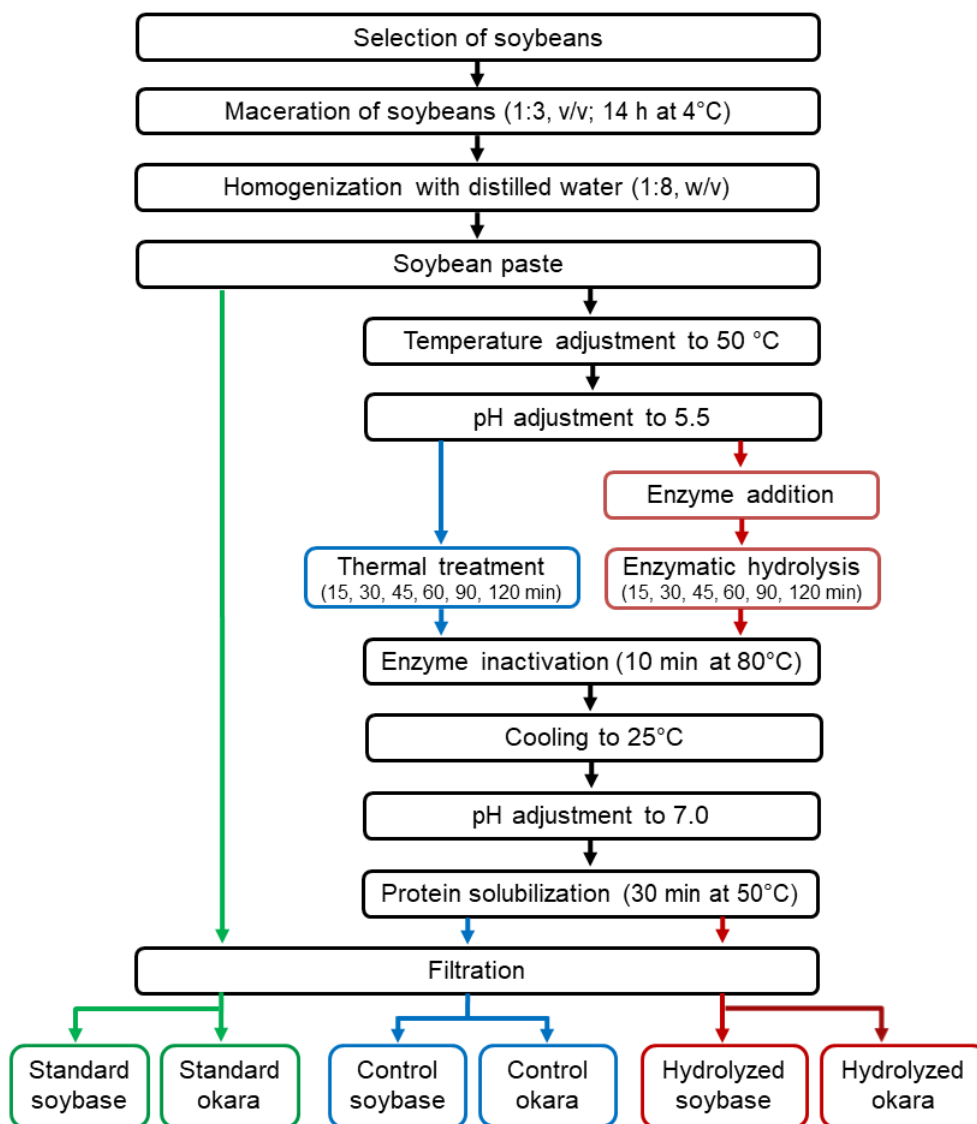 Selection of soybeans
Maceration of soybeans (1:3, v/v; 14 h at 4°C)
Homogenization with distilled water (1:8, w/v)
Soybean paste
Temperature adjustment to 50 °C
pH adjustment to 5.5
Enzyme addition
Thermal treatment
(15, 30, 45, 60, 90, 120 min)
Enzymatic hydrolysis
(15, 30, 45, 60, 90, 120 min)
Enzyme inactivation (10 min at 80°C)
Cooling to 25°C
pH adjustment to 7.0
Protein solubilization (30 min at 50°C)
Filtration
Standard
soybase
Standard
okara
Control
soybase
Control
okara
Hydrolyzed
soybase
Hydrolyzed
okara